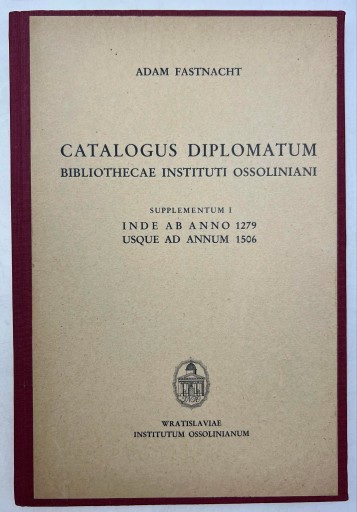 ADAM FASTNACHT
CATALOGUS DIPLOMATUM
BIBLIOTHECAE INSTITUTI OSSOLINIANI
SUPPLEMENTUM I
INDE AB ANNO 1279
USQUE AD ANNUM 1506
WRATISLAVIAE
INSTITUTUM OSSOLINIANUM